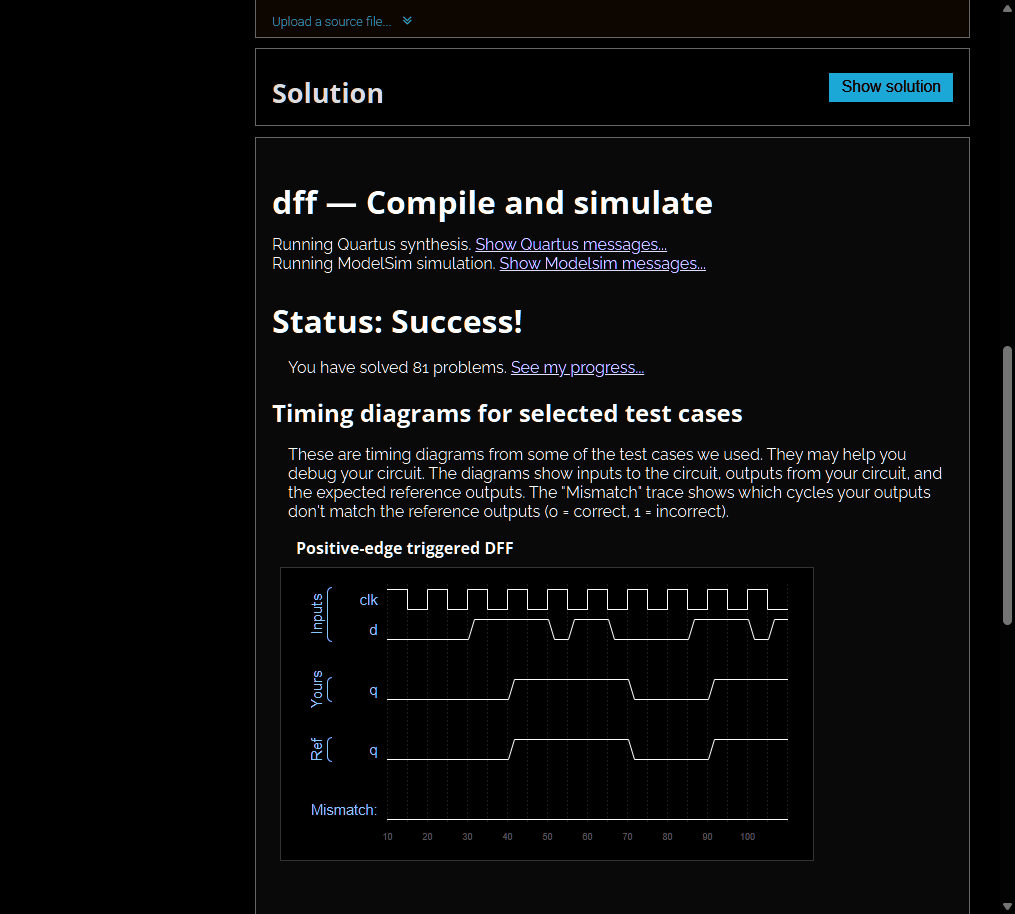 Upload a source file...
Solution
Show solution
dff — Compile and simulate
Running Quartus synthesis. Show Quartus messages...
Running ModelSim simulation. Show Modelsim messages...
Status: Success!
You have solved 81 problems. See my progress...
Timing diagrams for selected test cases
These are timing diagrams from some of the test cases we used. They may help you
debug your circuit. The diagrams show inputs to the circuit, outputs from your circuit, and
the expected reference outputs. The "Mismatch" trace shows which cycles your outputs
don't match the reference outputs (0 = correct, 1 = incorrect).
Positive-edge triggered DFF
Inputs
clk
d
Yours
q
Ref
q
Mismatch:
10 20 30 40 50 60 70 80 90 100